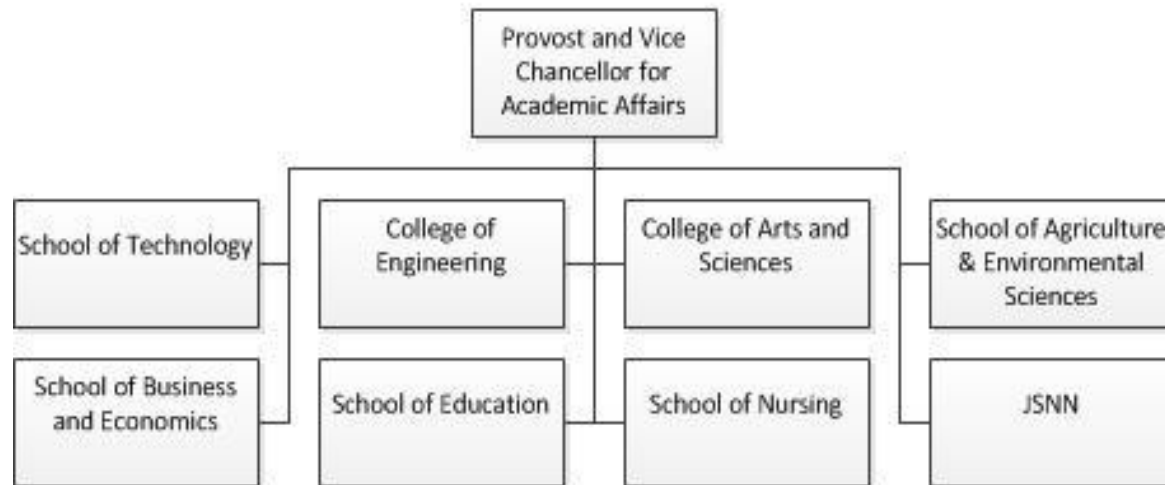 Provost and Vice
Chancellor for
Academic Affairs
School of Technology
College of
Engineering
College of Arts and
Sciences
School of Agriculture
& Environmental
Sciences
School of Business
and Economics
School of Education
School of Nursing
JSNN